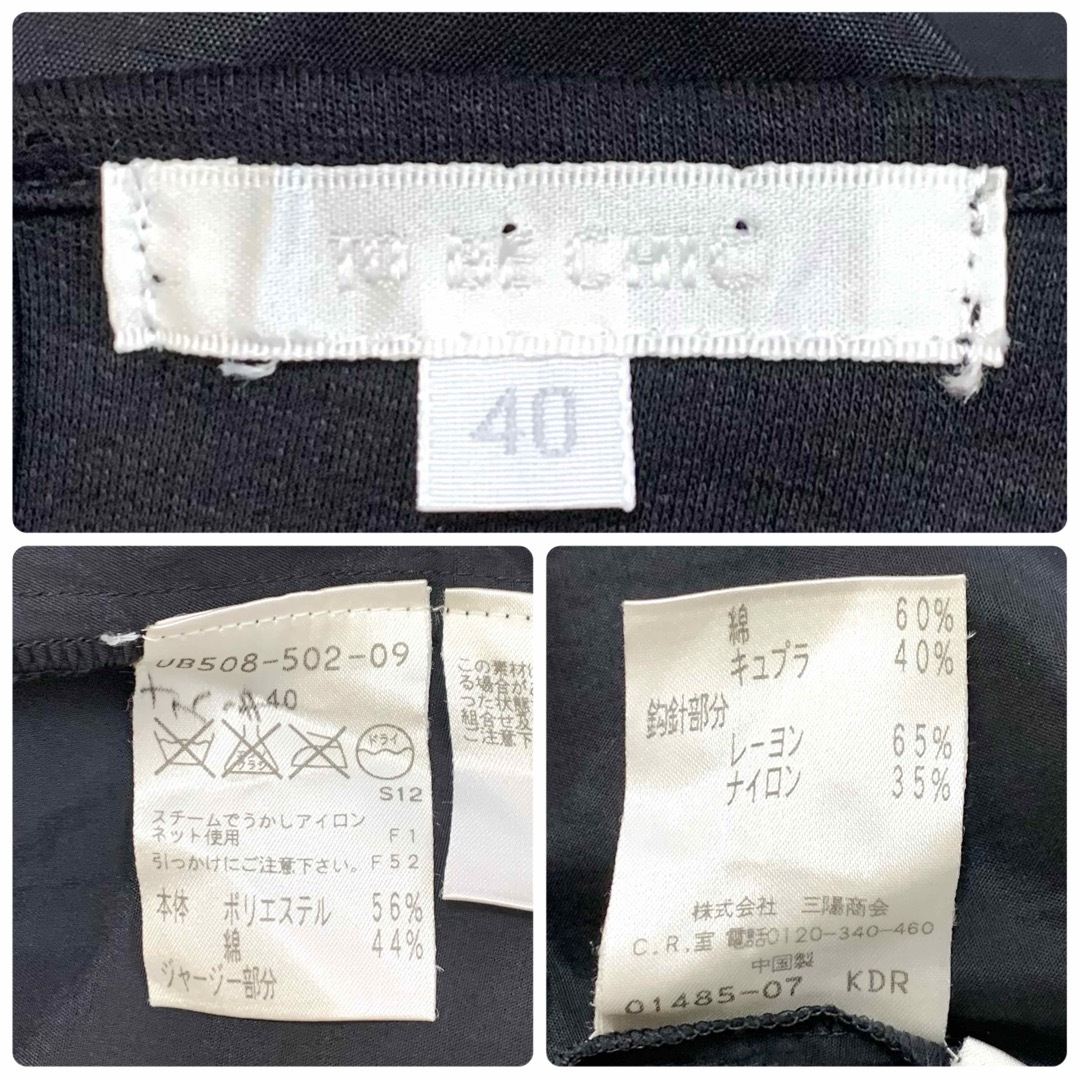 TO BE CHIC
40
UB508-502-09
40
エンソ
ドライ
S12
スチームでうかしアイロン
ネット使用 F1
引っかけにご注意下さい。F52
本体 ポリエステル 56%
綿 44%
ジャージー部分
この素材は
る場合が
った状態
組合せ及
ご注意下
綿 60%
キュプラ 40%
鈎針部分
レーヨン 65%
ナイロン 35%
株式会社 三陽商会
C.R.室 電話0120-340-460
中国製
01485-07 KDR